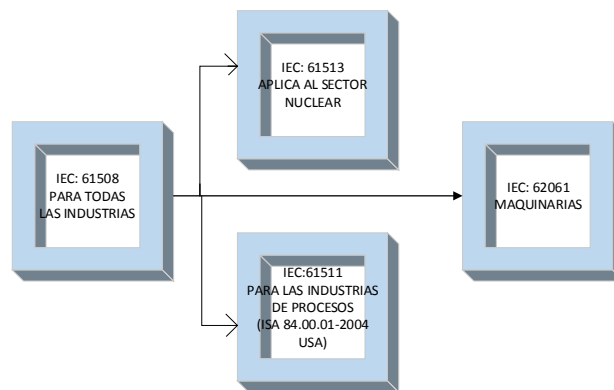 IEC: 61508
PARA TODAS
LAS INDUSTRIAS
IEC: 61513
APLICA AL SECTOR
NUCLEAR
IEC: 62061
MAQUINARIAS
IEC:61511
PARA LAS INDUSTRIAS
DE PROCESOS
(ISA 84.00.01-2004
USA)